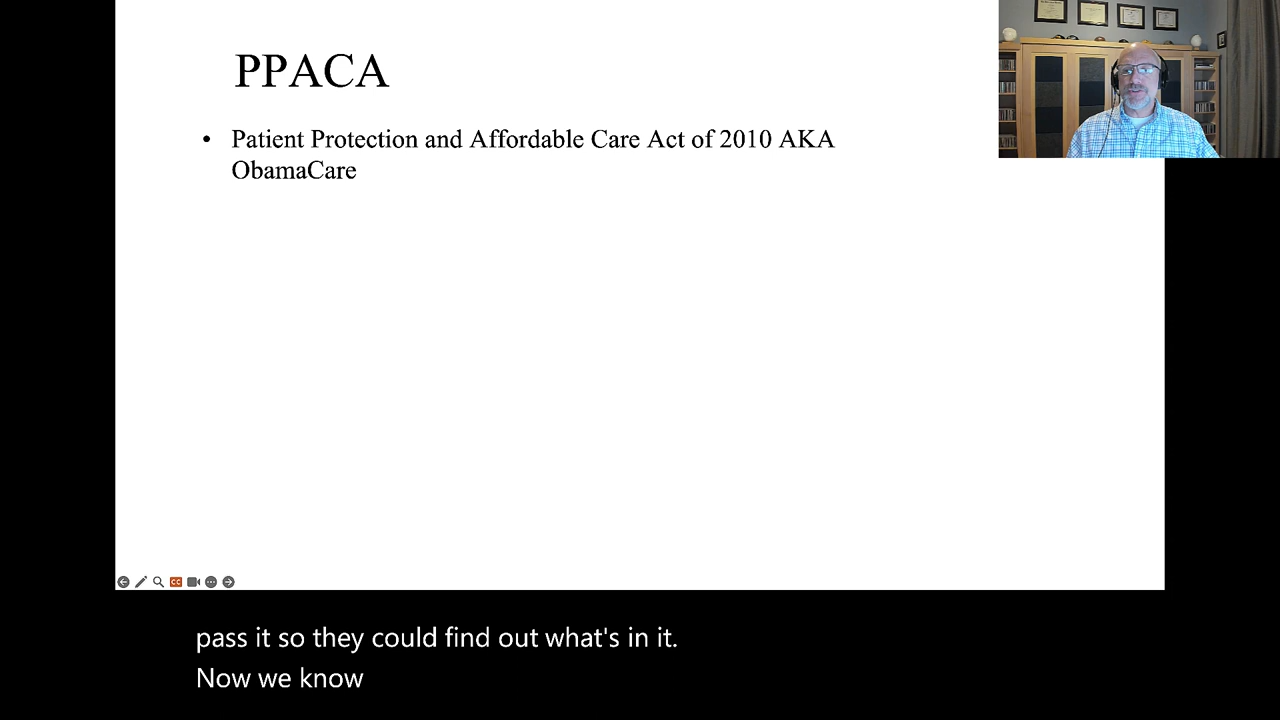 PPACA
• Patient Protection and Affordable Care Act of 2010 AKA
ObamaCare
CC
pass it so they could find out what's in it.
Now we know